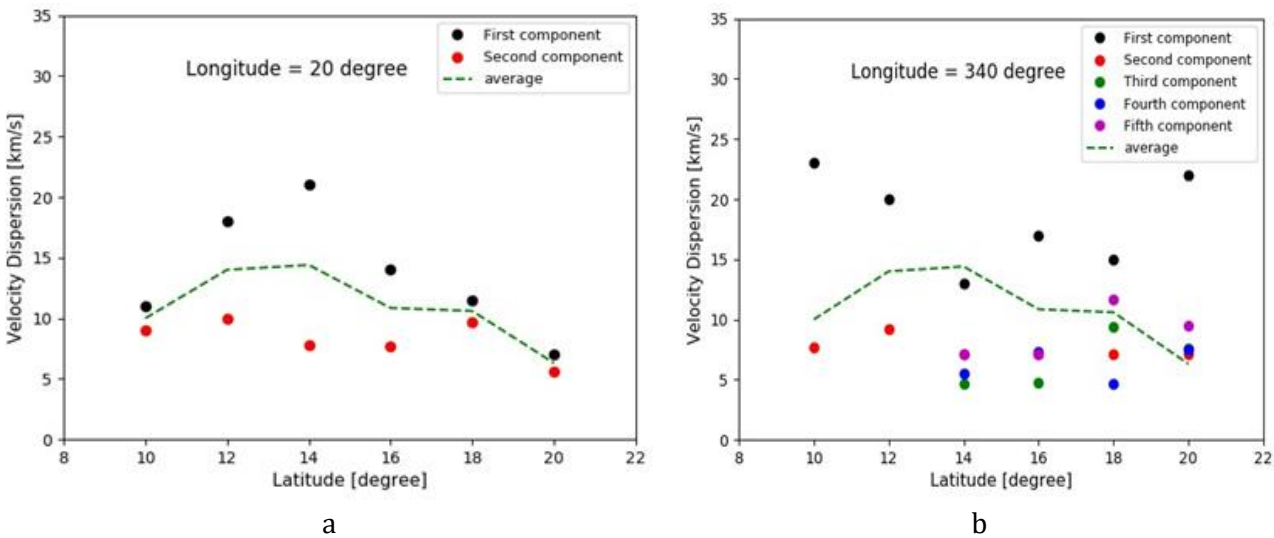 35
30
25
20
15
10
5
0
Velocity Dispersion [km/s]
Longitude = 20 degree
First component
Second component
average
8 10 12 14 16 18 20 22
Latitude [degree]
a
35
30
25
20
15
10
5
0
Velocity Dispersion [km/s]
Longitude = 340 degree
First component
Second component
Third component
Fourth component
Fifth component
average
8 10 12 14 16 18 20 22
Latitude [degree]
b